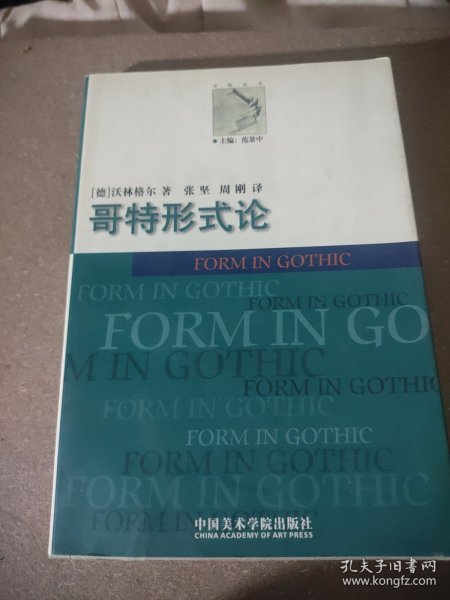 学院丛书
●主编：范景中
[德]沃林格尔 著 张坚 周刚 译
哥特形式论
FORM IN GOTHIC
FORM IN GOTHIC
FORM IN GOTHIC
FORM IN GO
M IN GOTHIC
FORM IN GOTHIC
FORM IN GOTHIC
FORM IN GOTHIC
FORM IN GOTHIC
FORM IN GOTHIC
FORM IN GOTHIC
中国美术学院出版社
CHINA ACADEMY OF ART PRESS
孔夫子旧书网
www.kongfz.com